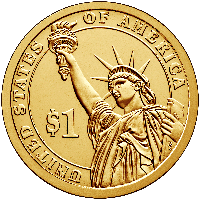 UNITED STATES OF AMERICA
$1